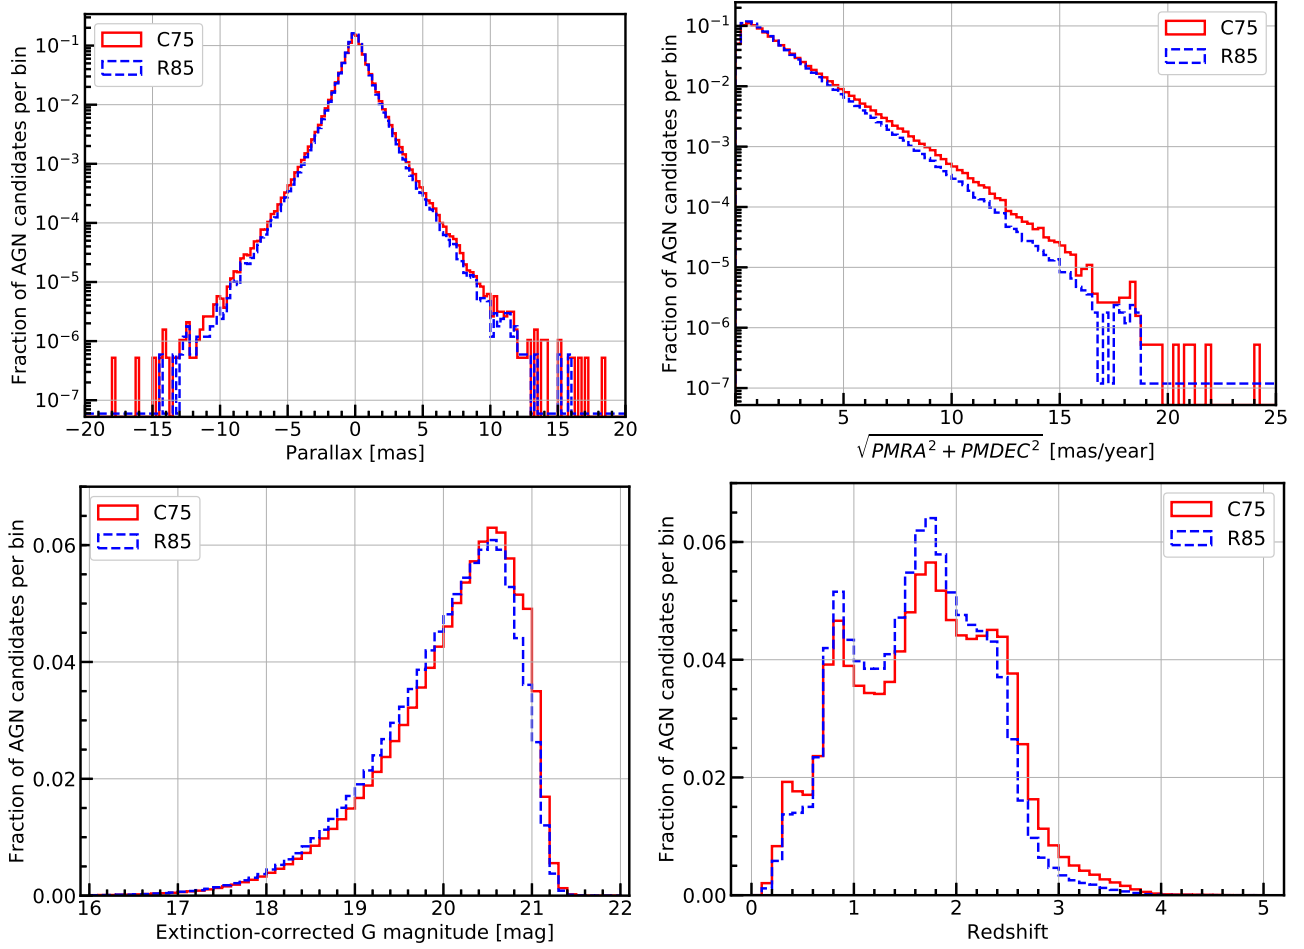 Fraction of AGN candidates per bin
C75
R85
10⁻¹
10⁻²
10⁻³
10⁻⁴
10⁻⁵
10⁻⁶
10⁻⁷
−20 −15 −10 −5 0 5 10 15 20
Parallax [mas]
Fraction of AGN candidates per bin
C75
R85
10⁻¹
10⁻²
10⁻³
10⁻⁴
10⁻⁵
10⁻⁶
10⁻⁷
0 5 10 15 20 25
√PMRA² + PMDEC² [mas/year]
Fraction of AGN candidates per bin
C75
R85
0.06
0.04
0.02
0.00
16 17 18 19 20 21 22
Extinction-corrected G magnitude [mag]
Fraction of AGN candidates per bin
C75
R85
0.06
0.04
0.02
0.00
0 1 2 3 4 5
Redshift